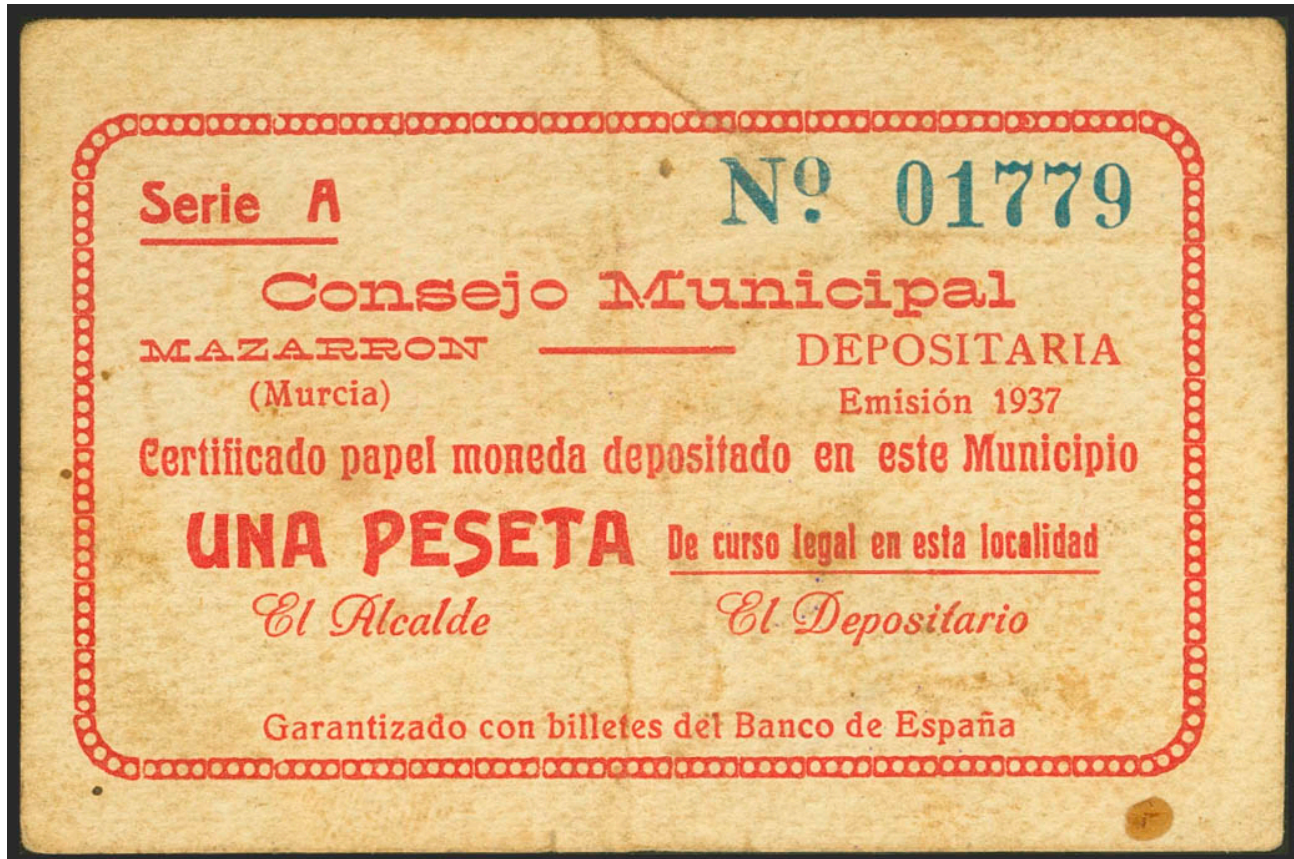 Serie A Nº. 01779
Consejo Municipal
MAZARRON DEPOSITARIA
(Murcia) Emisión 1937
Certificado papel moneda depositado en este Municipio
UNA PESETA De curso legal en esta localidad
El Alcalde El Depositario
Garantizado con billetes del Banco de España